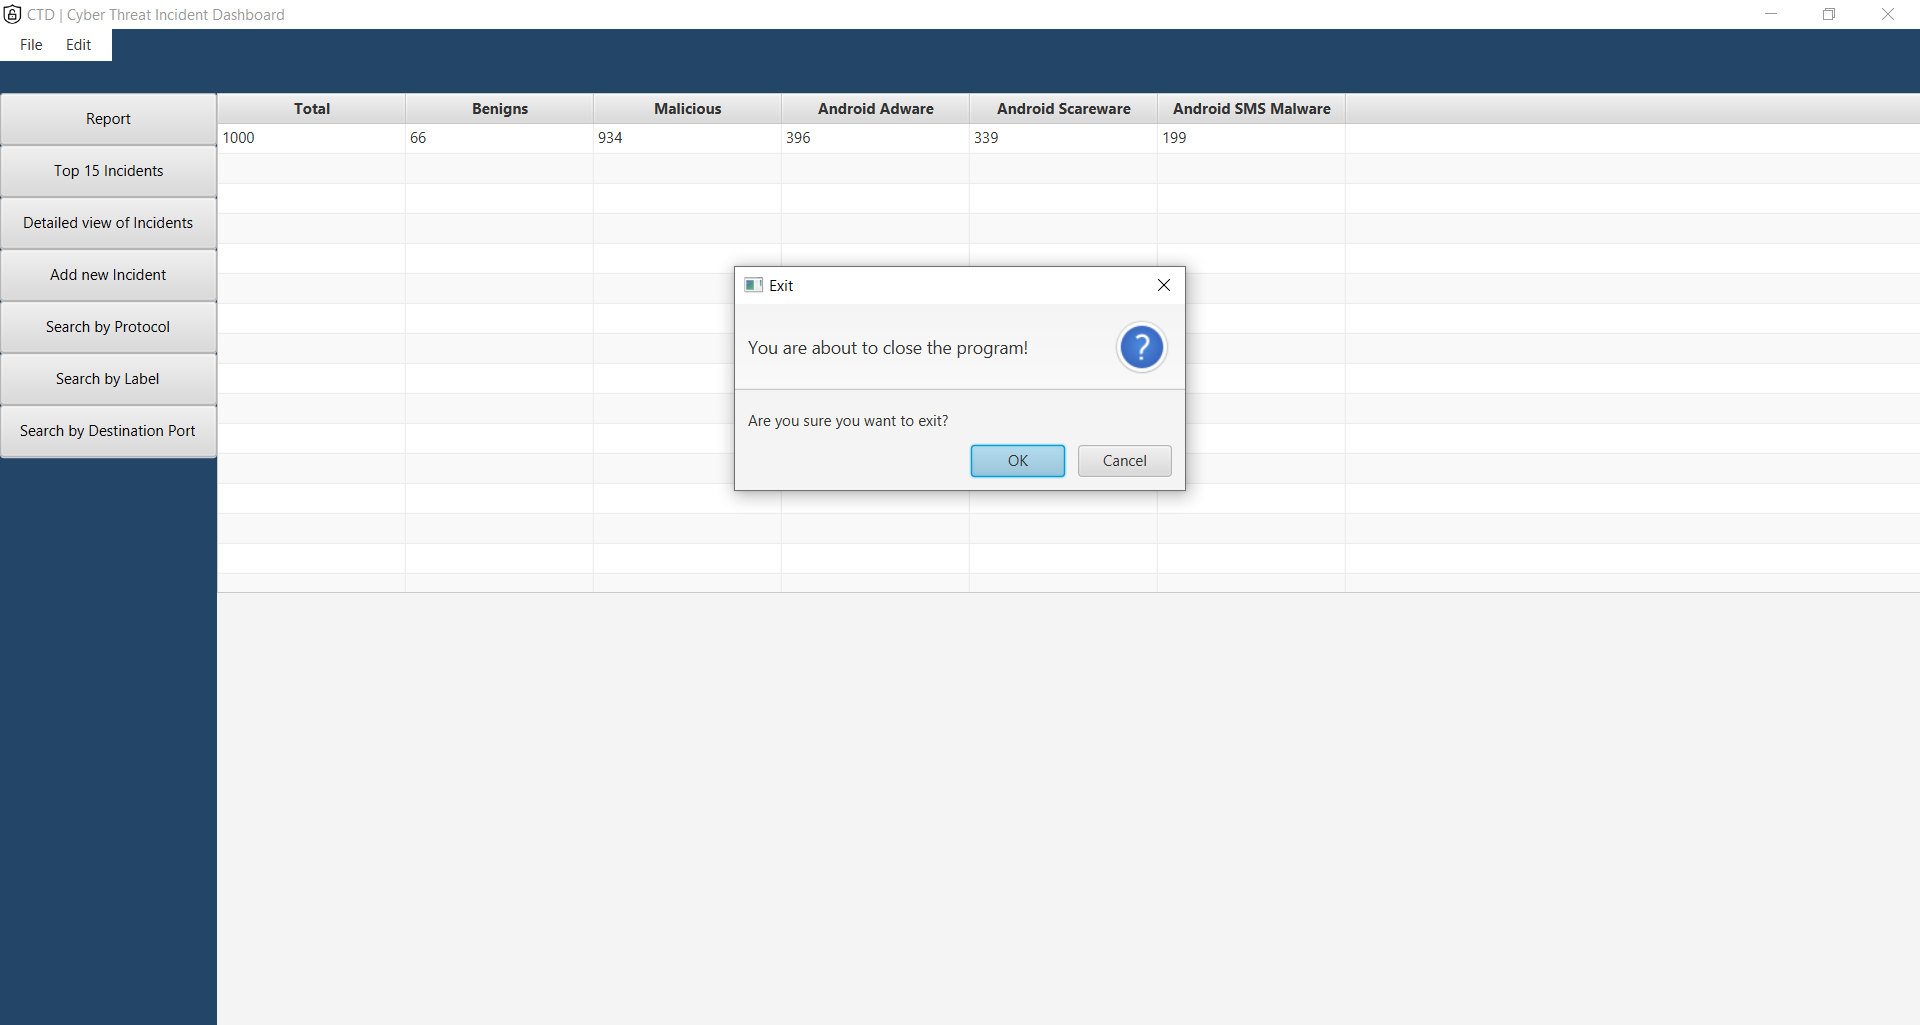 CTD | Cyber Threat Incident Dashboard
File Edit
Report
Top 15 Incidents
Detailed view of Incidents
Add new Incident
Search by Protocol
Search by Label
Search by Destination Port
Total Benigns Malicious Android Adware Android Scareware Android SMS Malware
1000 66 934 396 339 199
Exit
You are about to close the program!
?
Are you sure you want to exit?
OK Cancel